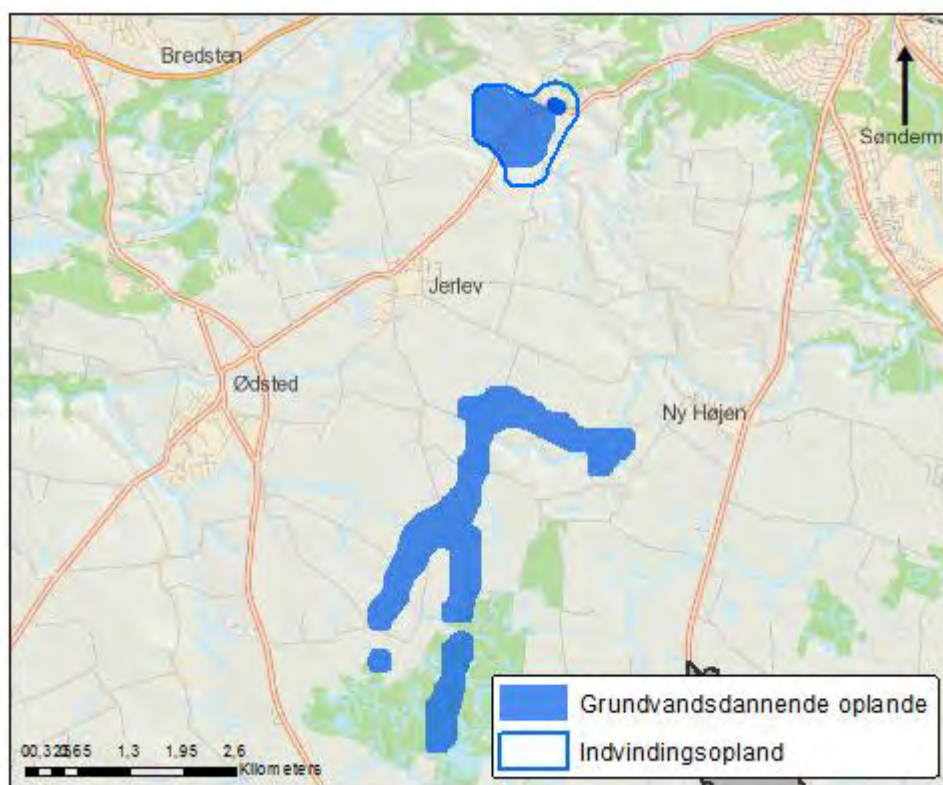 Bredsten
Sønderm
Jerlev
Ødsted
Ny Højen
Grundvandsdannende oplande
Indvindingsopland
1,3 1,95 2,6
Kilometers